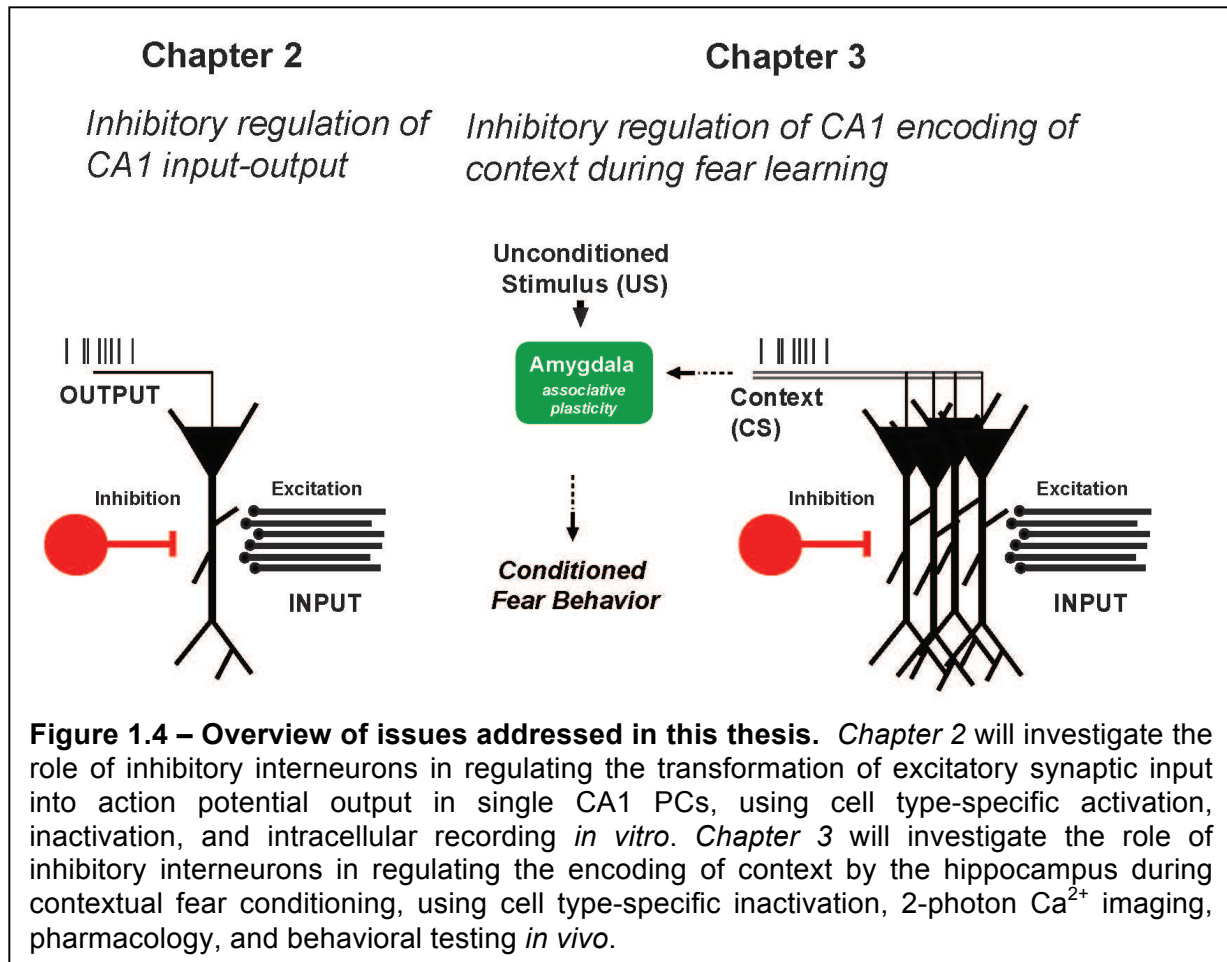 Chapter 2
Inhibitory regulation of
CA1 input-output
OUTPUT
Inhibition
Excitation
INPUT
Chapter 3
Inhibitory regulation of CA1 encoding of
context during fear learning
Unconditioned
Stimulus (US)
Amygdala
associative
plasticity
Context
(CS)
Conditioned
Fear Behavior
Inhibition
Excitation
INPUT
Figure 1.4 – Overview of issues addressed in this thesis. Chapter 2 will investigate the
role of inhibitory interneurons in regulating the transformation of excitatory synaptic input
into action potential output in single CA1 PCs, using cell type-specific activation,
inactivation, and intracellular recording in vitro. Chapter 3 will investigate the role of
inhibitory interneurons in regulating the encoding of context by the hippocampus during
contextual fear conditioning, using cell type-specific inactivation, 2-photon Ca²⁺ imaging,
pharmacology, and behavioral testing in vivo.